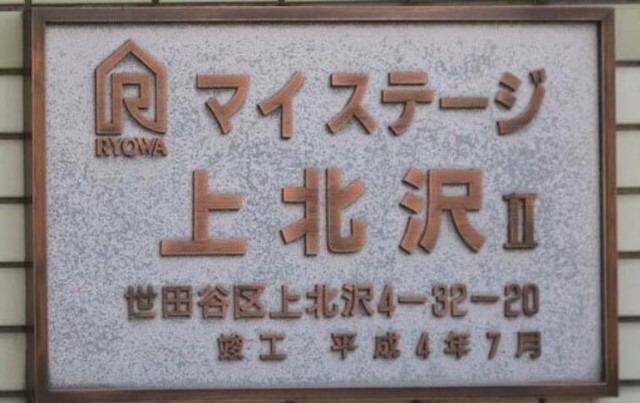 R マイステージ
RYOWA
上北沢II
世田谷区上北沢4-32-20
竣工 平成4年7月